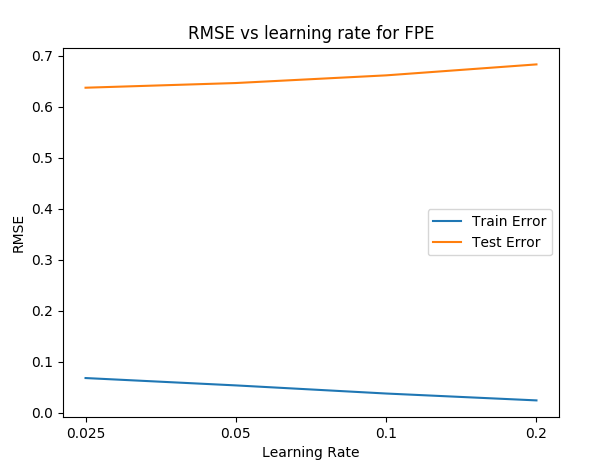 RMSE vs learning rate for FPE
0.7
0.6
0.5
0.4
0.3
0.2
0.1
0.0
RMSE
Train Error
Test Error
0.025 0.05 0.1 0.2
Learning Rate